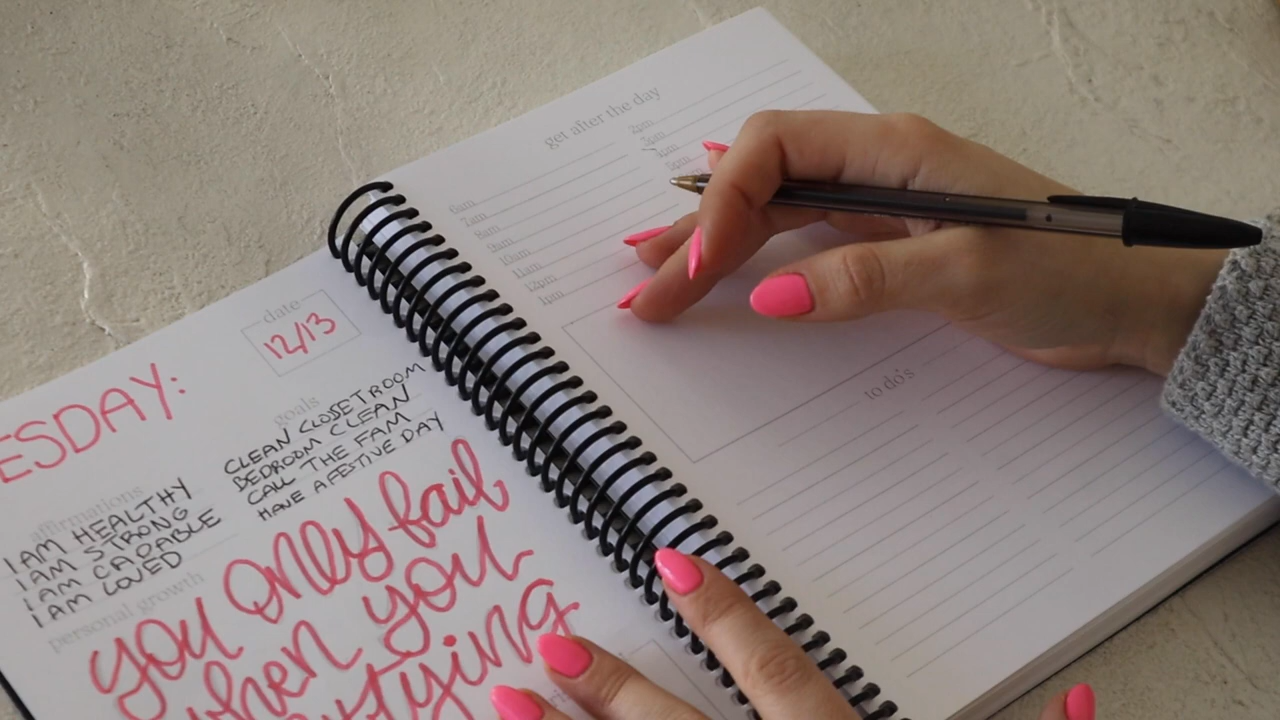 ESDAY:
date
12/13
affirmations
I AM HEALTHY
I AM STRONG
I AM CAPABLE
I AM LOVED
goals
CLEAN CLOSET ROOM
BEDROOM CLEAN
CALL THE FAM
HAVE A FESTIVE DAY
personal growth
you only fail
when you
get after the day
6am
7am
8am
9am
10am
11am
12pm
1pm
2pm
3pm
4pm
5pm
to do's